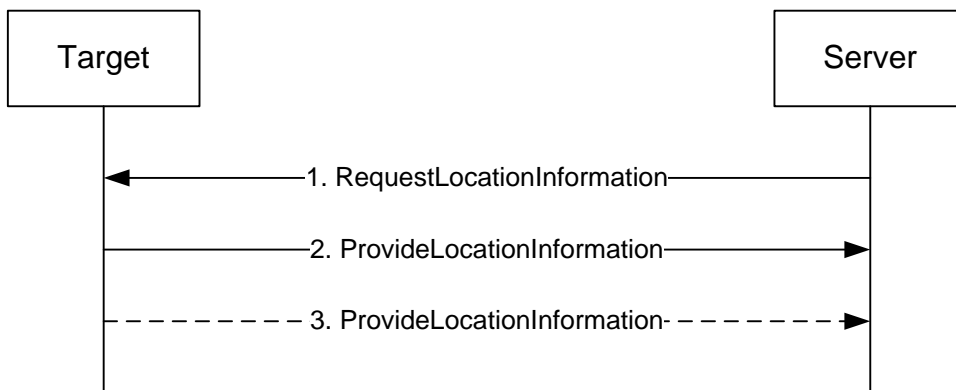 Target
Server
1. RequestLocationInformation
2. ProvideLocationInformation
3. ProvideLocationInformation